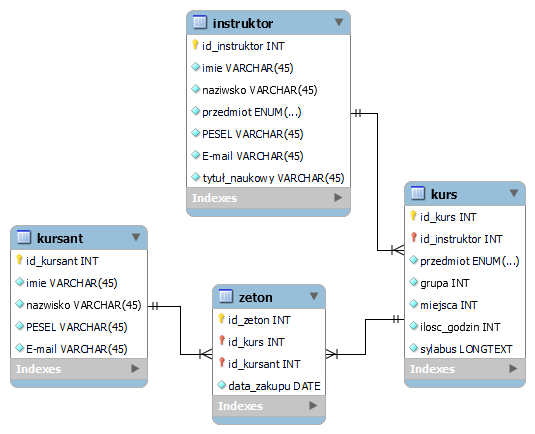 instruktor
id_instruktor INT
imie VARCHAR(45)
naziwsko VARCHAR(45)
przedmiot ENUM(...)
PESEL VARCHAR(45)
E-mail VARCHAR(45)
tytuł_naukowy VARCHAR(45)
Indexes
kurs
id_kurs INT
id_instruktor INT
przedmiot ENUM(...)
grupa INT
miejsca INT
ilosc_godzin INT
sylabus LONGTEXT
Indexes
kursant
id_kursant INT
imie VARCHAR(45)
nazwisko VARCHAR(45)
PESEL VARCHAR(45)
E-mail VARCHAR(45)
Indexes
zeton
id_zeton INT
id_kurs INT
id_kursant INT
data_zakupu DATE
Indexes